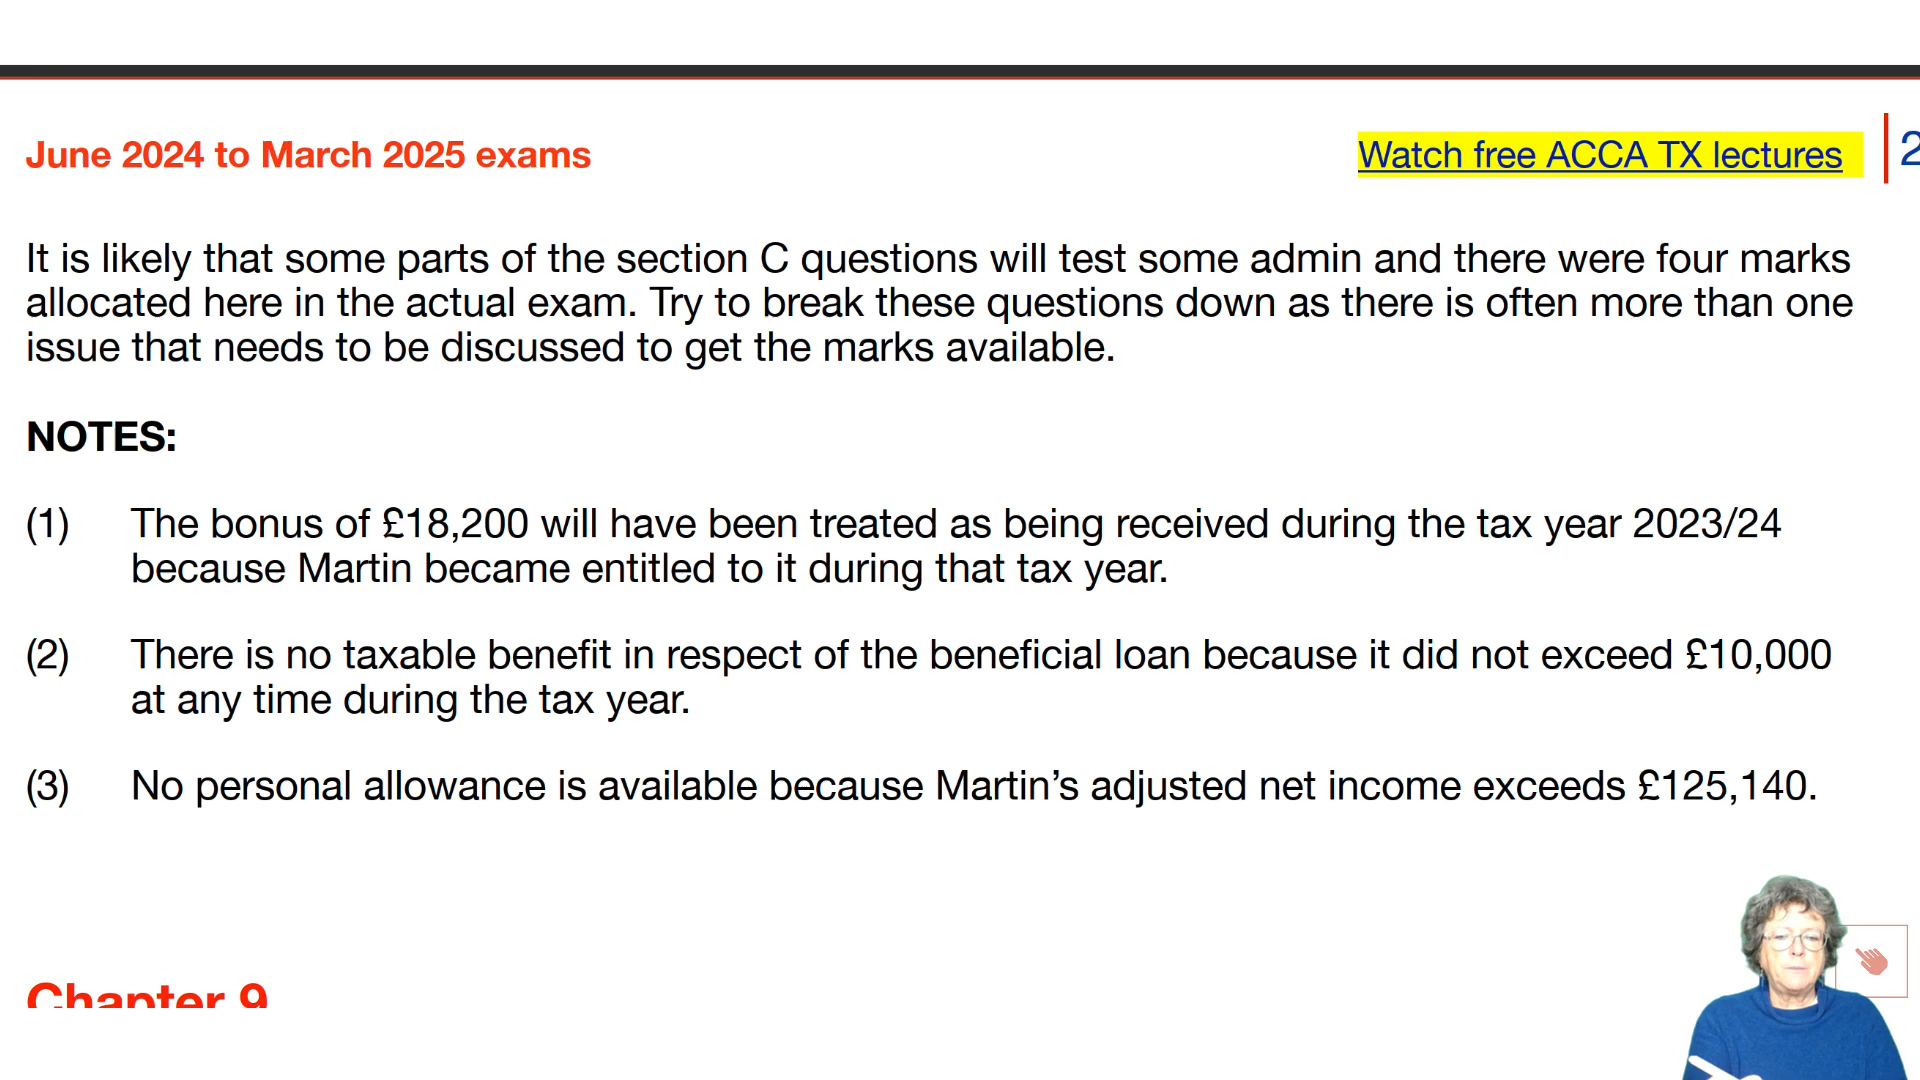 June 2024 to March 2025 exams
Watch free ACCA TX lectures
2
It is likely that some parts of the section C questions will test some admin and there were four marks
allocated here in the actual exam. Try to break these questions down as there is often more than one
issue that needs to be discussed to get the marks available.
NOTES:
(1) The bonus of £18,200 will have been treated as being received during the tax year 2023/24
because Martin became entitled to it during that tax year.
(2) There is no taxable benefit in respect of the beneficial loan because it did not exceed £10,000
at any time during the tax year.
(3) No personal allowance is available because Martin’s adjusted net income exceeds £125,140.
Chapter 9